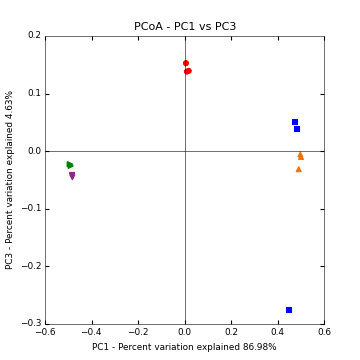 PCoA - PC1 vs PC3
PC3 - Percent variation explained 4.63%
0.2
0.1
0.0
−0.1
−0.2
−0.3
−0.6 −0.4 −0.2 0.0 0.2 0.4 0.6
PC1 - Percent variation explained 86.98%